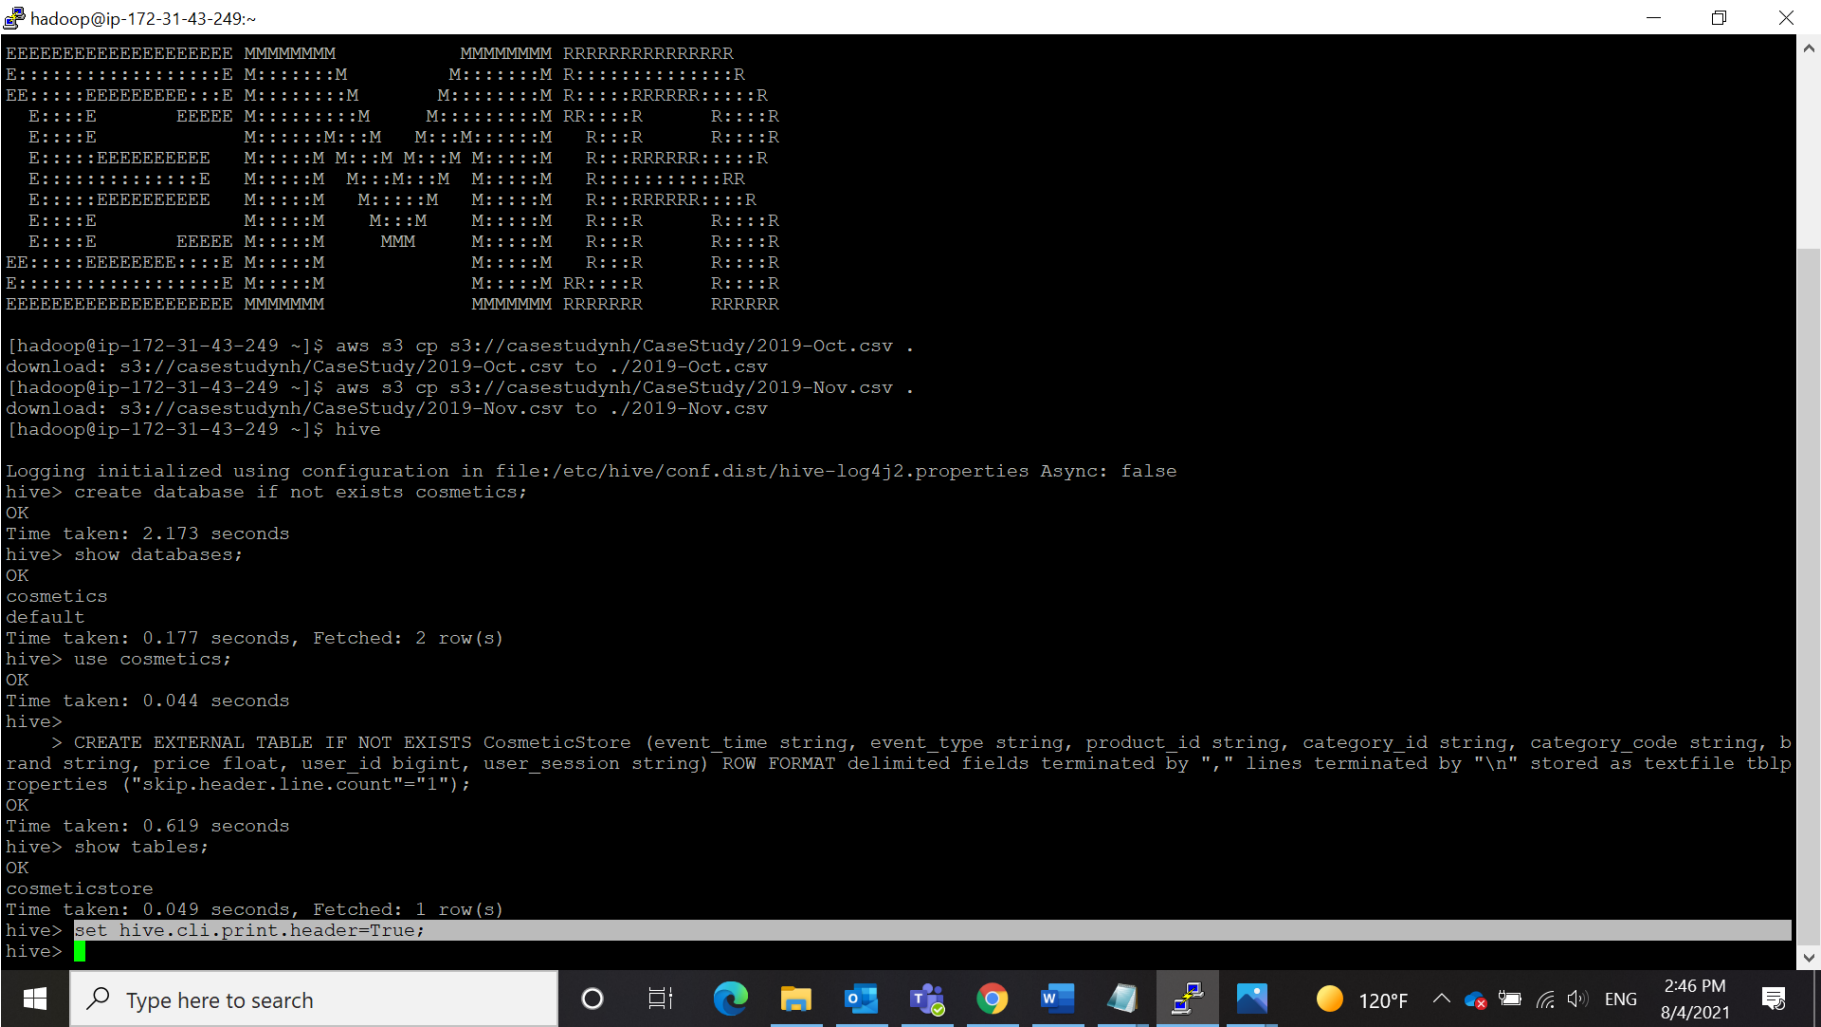 hadoop@ip-172-31-43-249:~
EEEEEEEEEEEEEEEEEEEE MMMMMMMM           MMMMMMMM RRRRRRRRRRRRRRR
E::::::::::::::::::E M:::::::M         M:::::::M R::::::::::::::R
EE:::::EEEEEEEEE:::E M::::::::M       M::::::::M R:::::RRRRRR:::::R
  E::::E       EEEEE M:::::::::M     M:::::::::M RR::::R      R::::R
  E::::E             M::::::M:::M   M:::M::::::M   R:::R      R::::R
  E:::::EEEEEEEEEE   M:::::M M:::M M:::M M:::::M   R:::RRRRRR:::::R
  E::::::::::::::E   M:::::M  M:::M:::M  M:::::M   R:::::::::::RR
  E:::::EEEEEEEEEE   M:::::M   M:::::M   M:::::M   R:::RRRRRR::::R
  E::::E             M:::::M    M:::M    M:::::M   R:::R      R::::R
  E::::E       EEEEE M:::::M     MMM     M:::::M   R:::R      R::::R
EE:::::EEEEEEEE::::E M:::::M             M:::::M   R:::R      R::::R
E::::::::::::::::::E M:::::M             M:::::M RR::::R      R::::R
EEEEEEEEEEEEEEEEEEEE MMMMMMM             MMMMMMM RRRRRRR      RRRRRR
[hadoop@ip-172-31-43-249 ~]$ aws s3 cp s3://casestudynh/CaseStudy/2019-Oct.csv .
download: s3://casestudynh/CaseStudy/2019-Oct.csv to ./2019-Oct.csv
[hadoop@ip-172-31-43-249 ~]$ aws s3 cp s3://casestudynh/CaseStudy/2019-Nov.csv .
download: s3://casestudynh/CaseStudy/2019-Nov.csv to ./2019-Nov.csv
[hadoop@ip-172-31-43-249 ~]$ hive
Logging initialized using configuration in file:/etc/hive/conf.dist/hive-log4j2.properties Async: false
hive> create database if not exists cosmetics;
OK
Time taken: 2.173 seconds
hive> show databases;
OK
cosmetics
default
Time taken: 0.177 seconds, Fetched: 2 row(s)
hive> use cosmetics;
OK
Time taken: 0.044 seconds
hive>
    > CREATE EXTERNAL TABLE IF NOT EXISTS CosmeticStore (event_time string, event_type string, product_id string, category_id string, category_code string, b
rand string, price float, user_id bigint, user_session string) ROW FORMAT delimited fields terminated by "," lines terminated by "\n" stored as textfile tblp
roperties ("skip.header.line.count"="1");
OK
Time taken: 0.619 seconds
hive> show tables;
OK
cosmeticstore
Time taken: 0.049 seconds, Fetched: 1 row(s)
hive> set hive.cli.print.header=True;
hive>
Type here to search
120°F
ENG
2:46 PM
8/4/2021